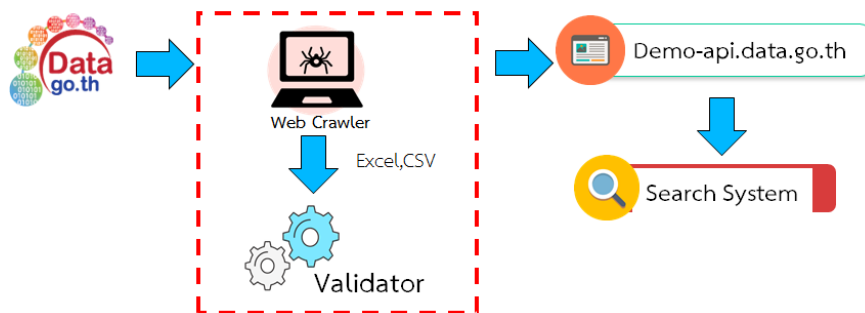 Data
go.th
Web Crawler
Excel,CSV
Validator
Demo-api.data.go.th
Search System